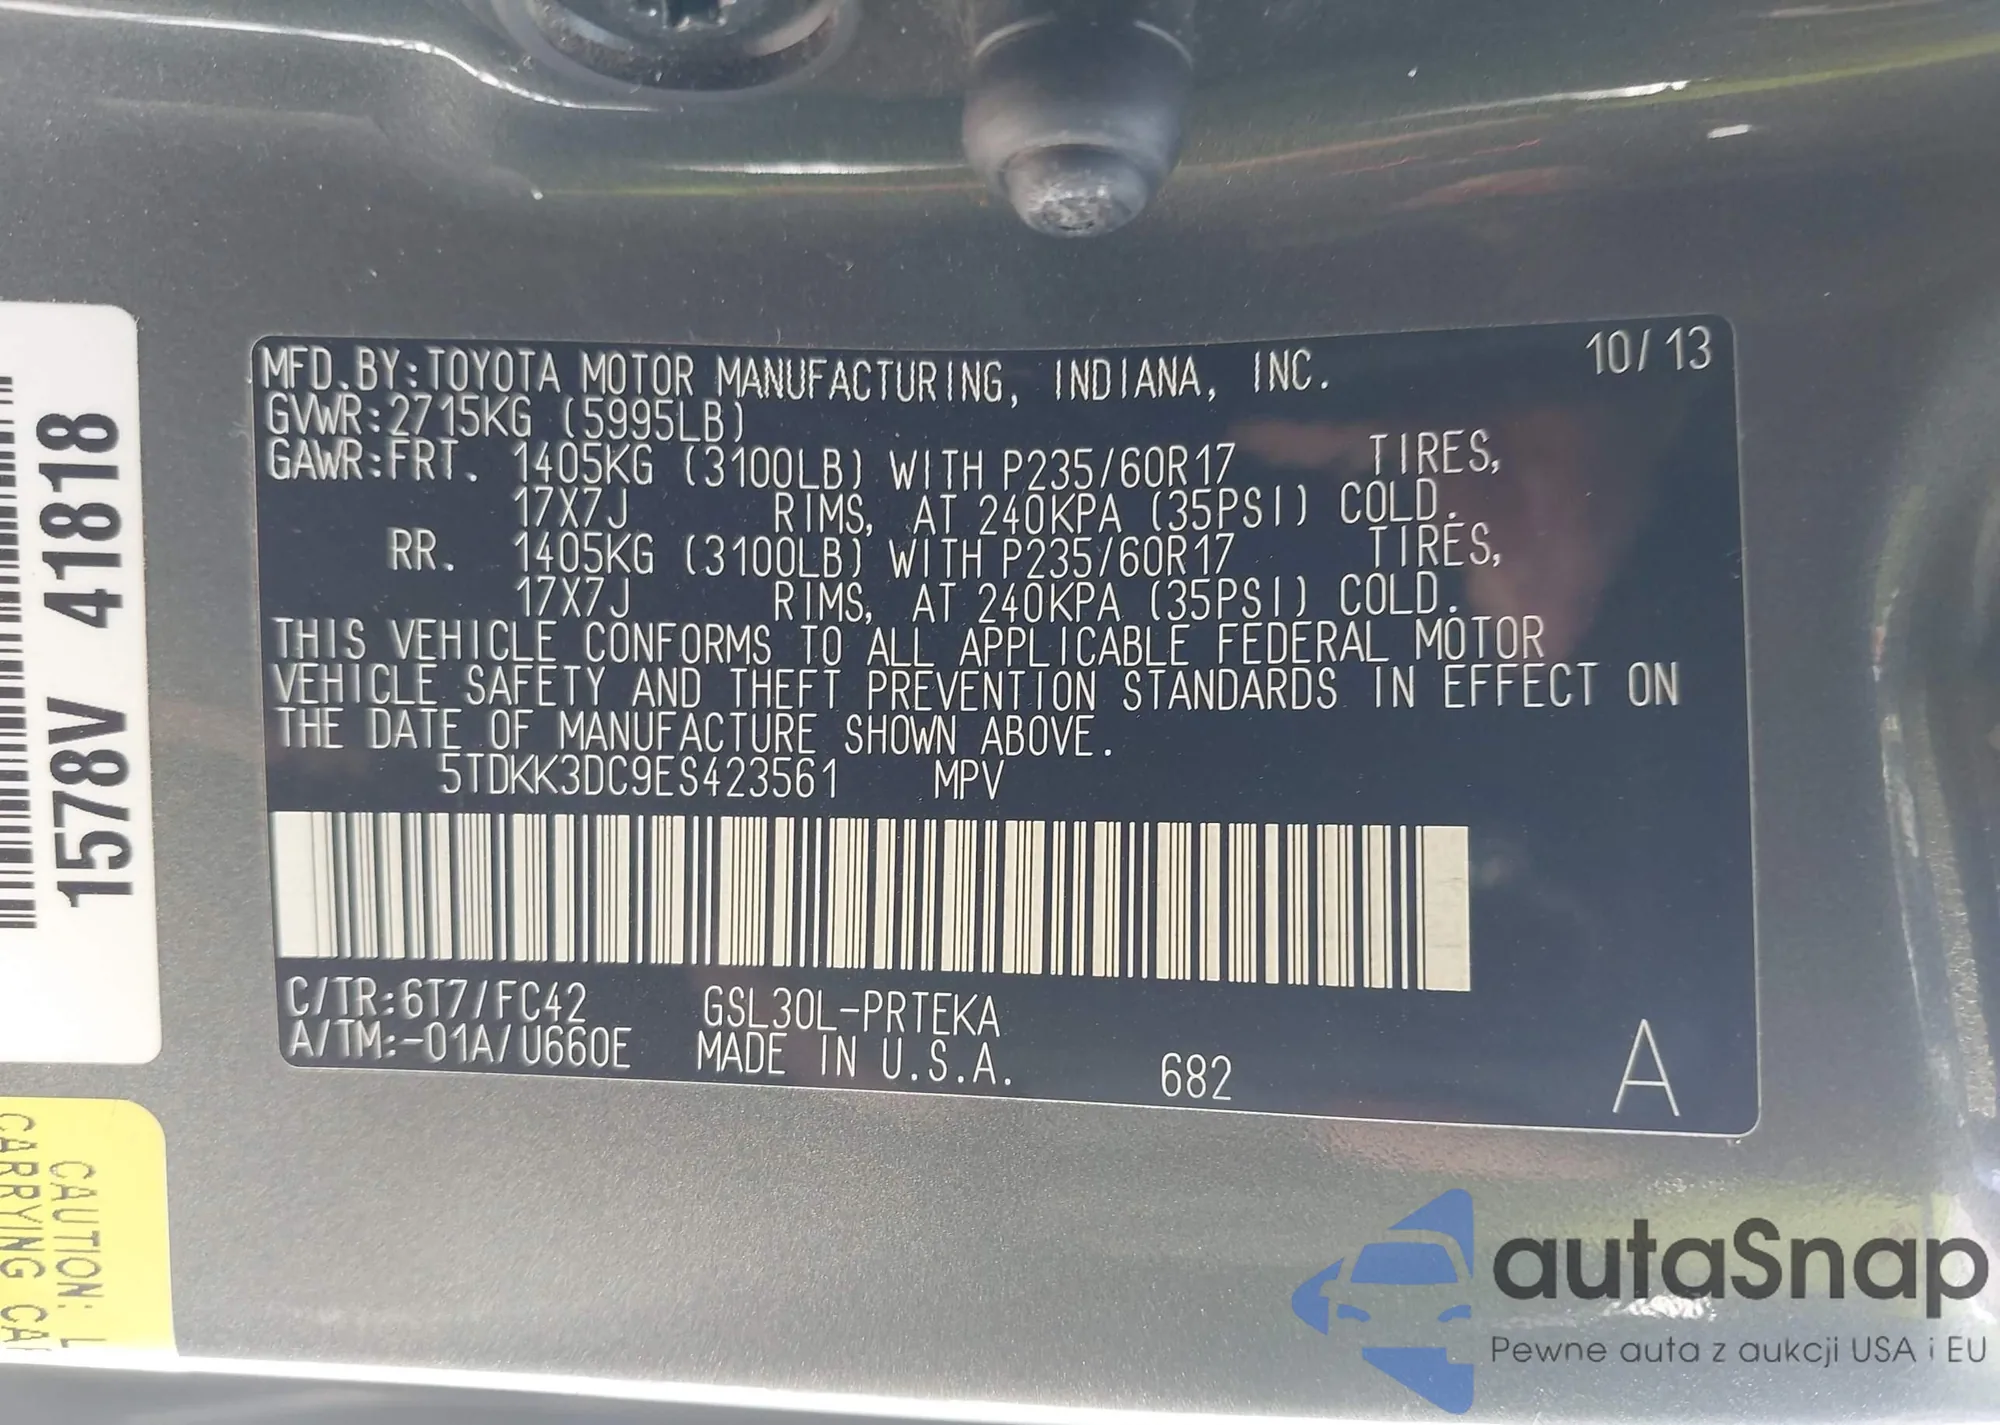 MFD.BY:TOYOTA MOTOR MANUFACTURING, INDIANA, INC. 10/13
GVWR:2715KG (5995LB)
GAWR:FRT. 1405KG (3100LB) WITH P235/60R17 TIRES,
17X7J RIMS, AT 240KPA (35PSI) COLD.
RR. 1405KG (3100LB) WITH P235/60R17 TIRES,
17X7J RIMS, AT 240KPA (35PSI) COLD.
THIS VEHICLE CONFORMS TO ALL APPLICABLE FEDERAL MOTOR
VEHICLE SAFETY AND THEFT PREVENTION STANDARDS IN EFFECT ON
THE DATE OF MANUFACTURE SHOWN ABOVE.
5TDKK3DC9ES423561 MPV
C/TR:6T7/FC42 GSL30L-PRTEKA
A/TM:-01A/U660E MADE IN U.S.A. 682 A
1578V 41818
CAUTION: L
CARRYING CA
autaSnap
Pewne auta z aukcji USA i EU